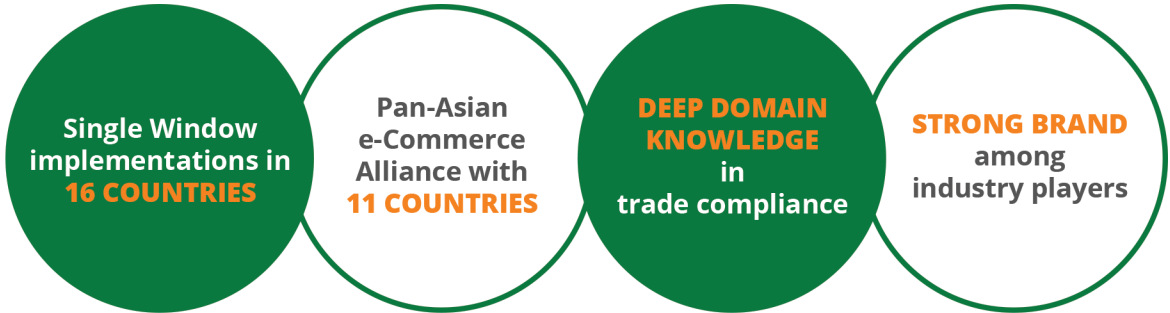 Single Window
implementations in
16 COUNTRIES
Pan-Asian
e-Commerce
Alliance with
11 COUNTRIES
DEEP DOMAIN
KNOWLEDGE
in
trade compliance
STRONG BRAND
among
industry players